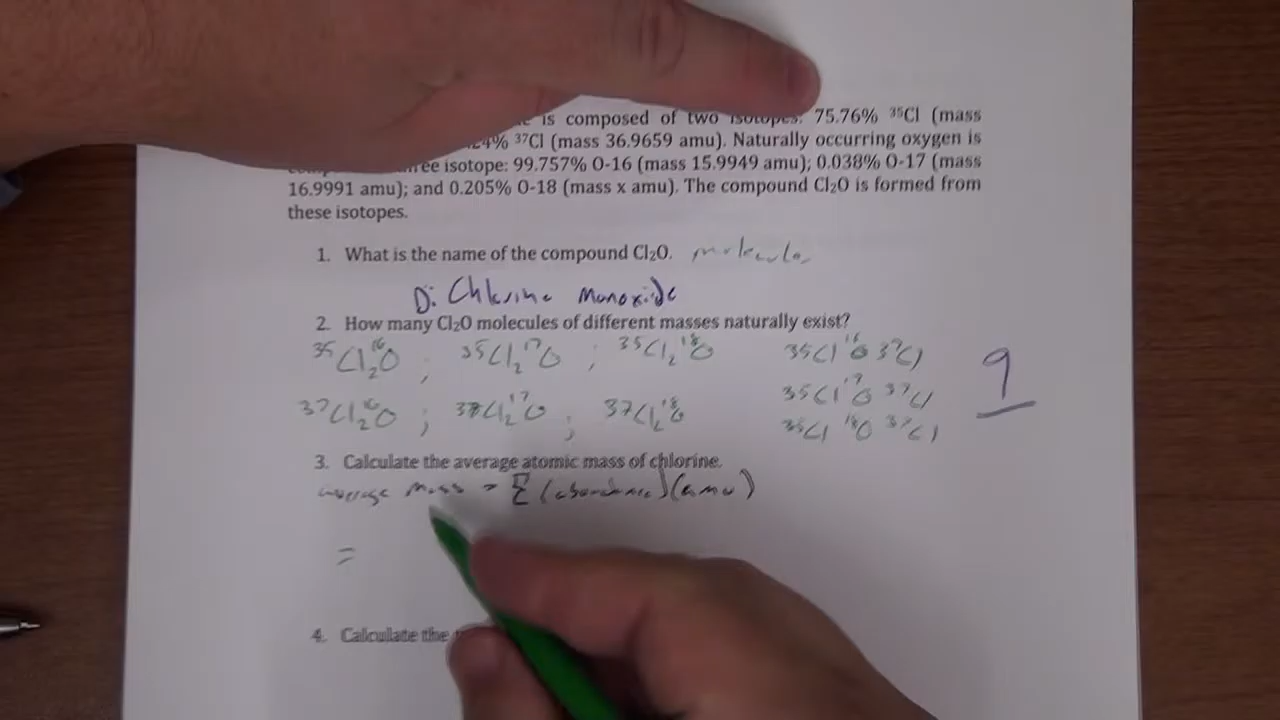 is composed of two isotopes: 75.76% ³⁵Cl (mass
24% ³⁷Cl (mass 36.9659 amu). Naturally occurring oxygen is
ree isotope: 99.757% O-16 (mass 15.9949 amu); 0.038% O-17 (mass
16.9991 amu); and 0.205% O-18 (mass x amu). The compound Cl₂O is formed from
these isotopes.
1. What is the name of the compound Cl₂O. molecular
Di Chlorine Monoxide
2. How many Cl₂O molecules of different masses naturally exist?
³⁵Cl₂¹⁶O ; ³⁵Cl₂¹⁷O ; ³⁵Cl₂¹⁸O ³⁵Cl ¹⁶O ³⁷Cl
³⁵Cl ¹⁷O ³⁷Cl 9
³⁷Cl₂¹⁶O ; ³⁷Cl₂¹⁷O ; ³⁷Cl₂¹⁸O ³⁵Cl ¹⁸O ³⁷Cl
3. Calculate the average atomic mass of chlorine.
average mass = Σ (abundance)(amu)
=
4. Calculate the